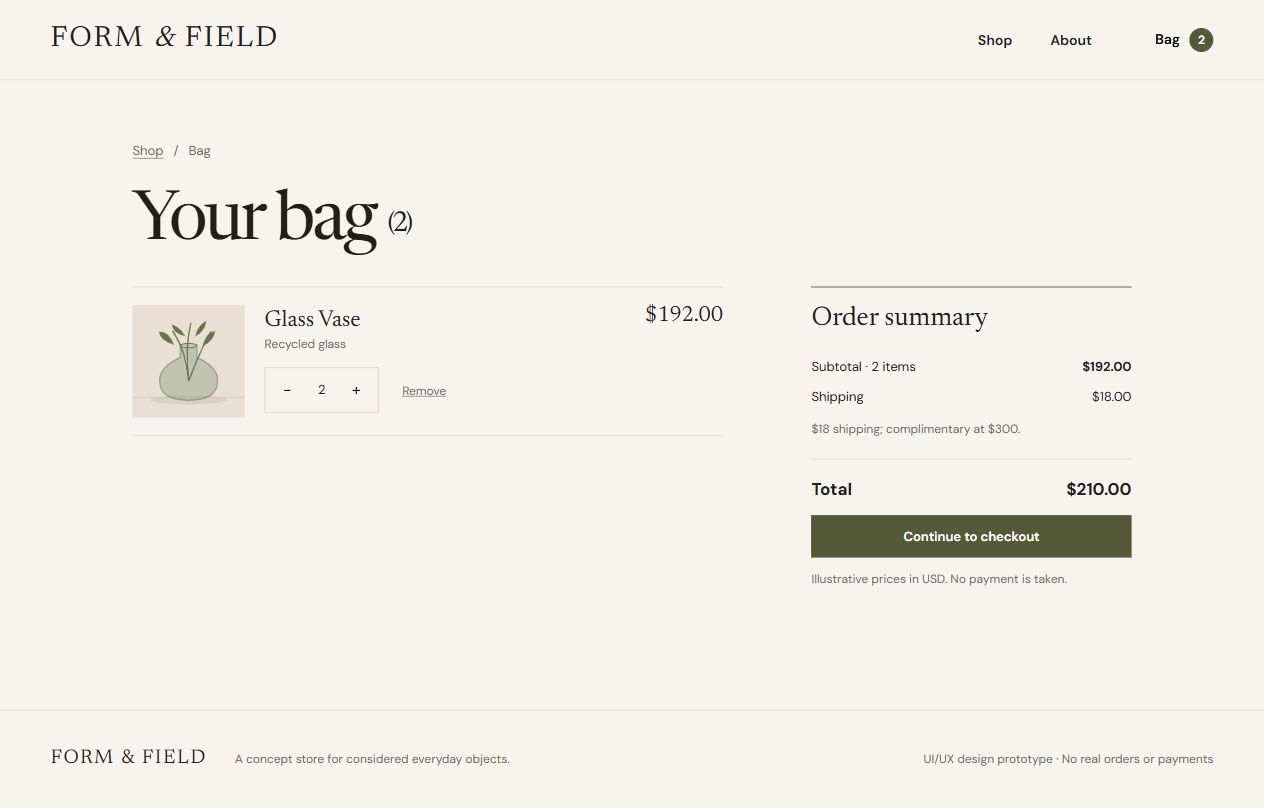 FORM & FIELD
Shop About Bag 2
Shop / Bag
Your bag (2)
Glass Vase
$192.00
Recycled glass
− 2 +
Remove
Order summary
Subtotal · 2 items $192.00
Shipping $18.00
$18 shipping; complimentary at $300.
Total $210.00
Continue to checkout
Illustrative prices in USD. No payment is taken.
FORM & FIELD
A concept store for considered everyday objects.
UI/UX design prototype · No real orders or payments